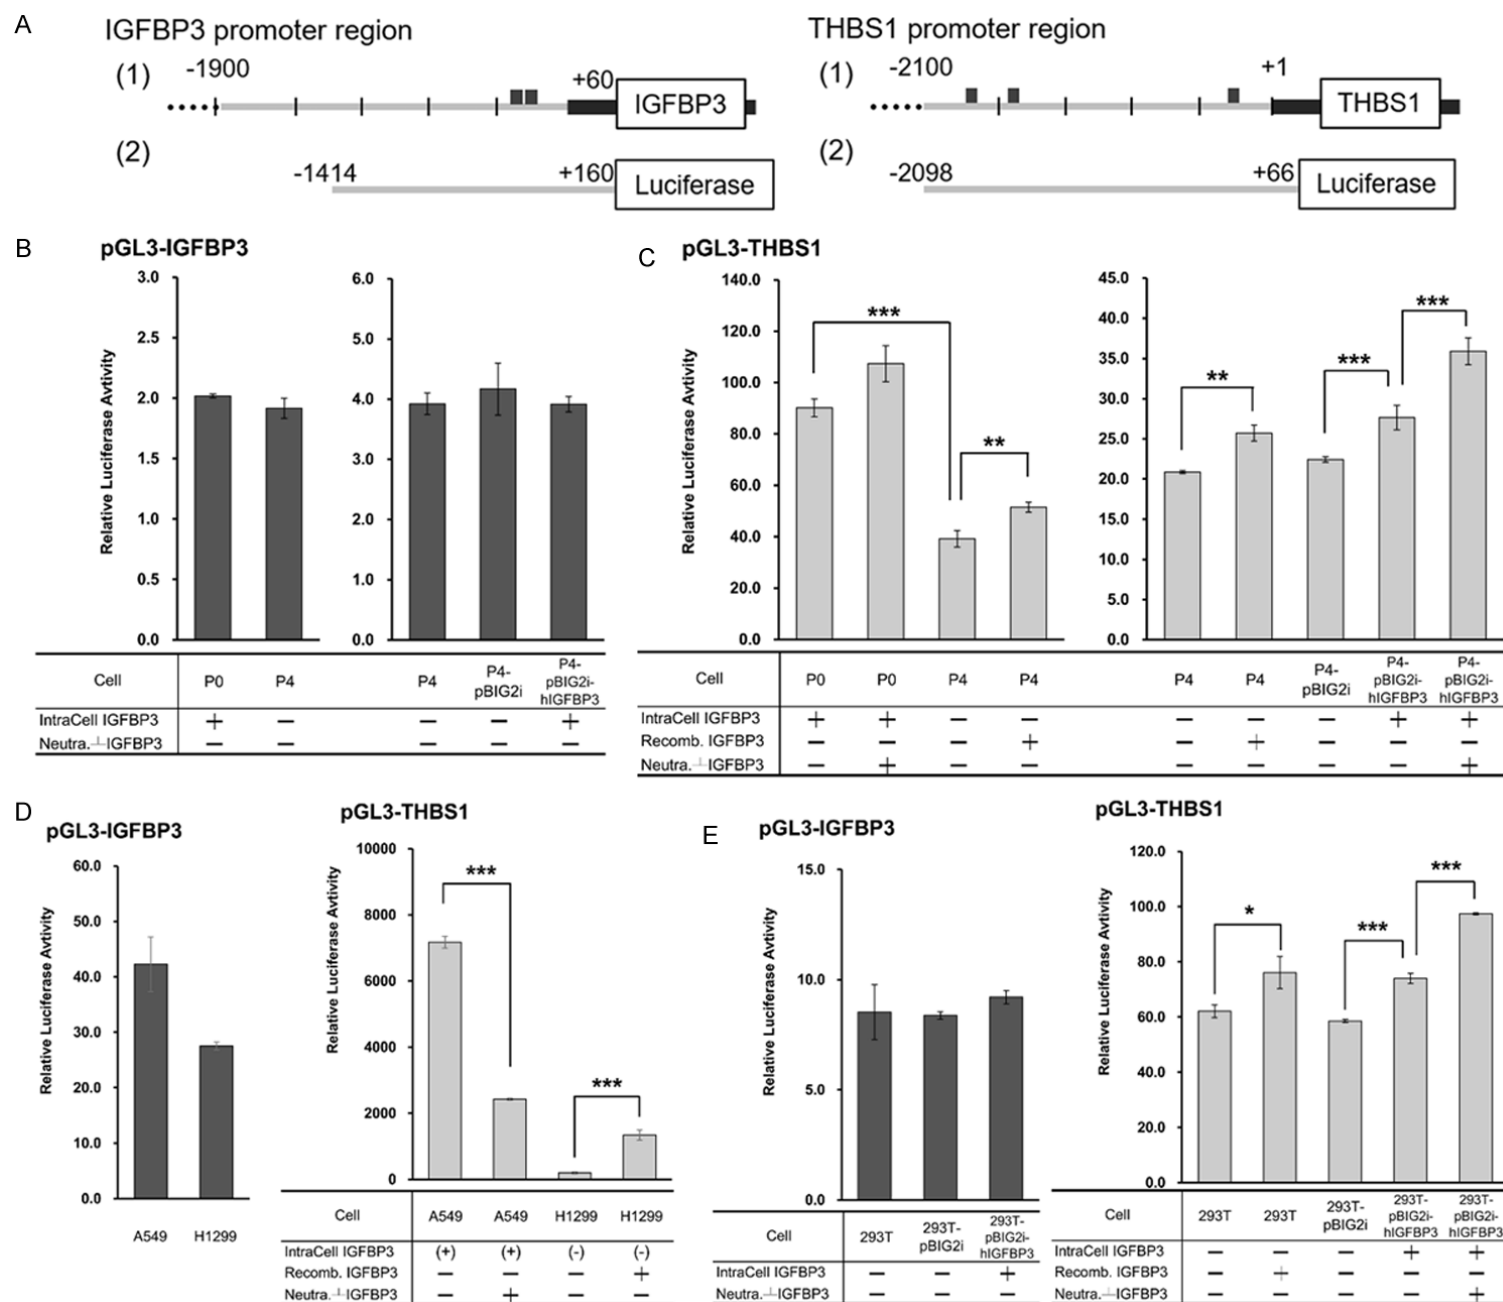 A
IGFBP3 promoter region
THBS1 promoter region
(1)
-1900
+60
IGFBP3
(1)
-2100
+1
THBS1
(2)
-1414
+160
Luciferase
(2)
-2098
+66
Luciferase
B
pGL3-IGFBP3
Relative Luciferase Avtivity
3.0
2.5
2.0
1.5
1.0
0.5
0.0
6.0
5.0
4.0
3.0
2.0
1.0
0.0
Cell P0 P4 P4 P4-pBIG2i P4-pBIG2i-hIGFBP3
IntraCell IGFBP3 + − − − +
Neutra.⊥IGFBP3 − − − − −
C
pGL3-THBS1
Relative Luciferase Avtivity
140.0
120.0
100.0
80.0
60.0
40.0
20.0
0.0
***
**
45.0
40.0
35.0
30.0
25.0
20.0
15.0
10.0
5.0
0.0
**
***
***
Cell P0 P0 P4 P4 P4 P4 P4-pBIG2i P4-pBIG2i-hIGFBP3 P4-pBIG2i-hIGFBP3
IntraCell IGFBP3 + + − − − − − + +
Recomb. IGFBP3 − − − + − + − − −
Neutra.⊥IGFBP3 − + − − − − − − +
D
pGL3-IGFBP3
Relative Luciferase Avtivity
60.0
50.0
40.0
30.0
20.0
10.0
0.0
A549 H1299
pGL3-THBS1
Relative Luciferase Avtivity
10000
8000
6000
4000
2000
0
***
***
Cell A549 A549 H1299 H1299
IntraCell IGFBP3 (+) (+) (-) (-)
Recomb. IGFBP3 − − − +
Neutra.⊥IGFBP3 − + − −
E
pGL3-IGFBP3
Relative Luciferase Avtivity
15.0
10.0
5.0
0.0
Cell 293T 293T-pBIG2i 293T-pBIG2i-hIGFBP3
IntraCell IGFBP3 − − +
Neutra.⊥IGFBP3 − − −
pGL3-THBS1
Relative Luciferase Avtivity
120.0
100.0
80.0
60.0
40.0
20.0
0.0
*
***
***
Cell 293T 293T 293T-pBIG2i 293T-pBIG2i-hIGFBP3 293T-pBIG2i-hIGFBP3
IntraCell IGFBP3 − − − + +
Recomb. IGFBP3 − + − − −
Neutra.⊥IGFBP3 − − − − +